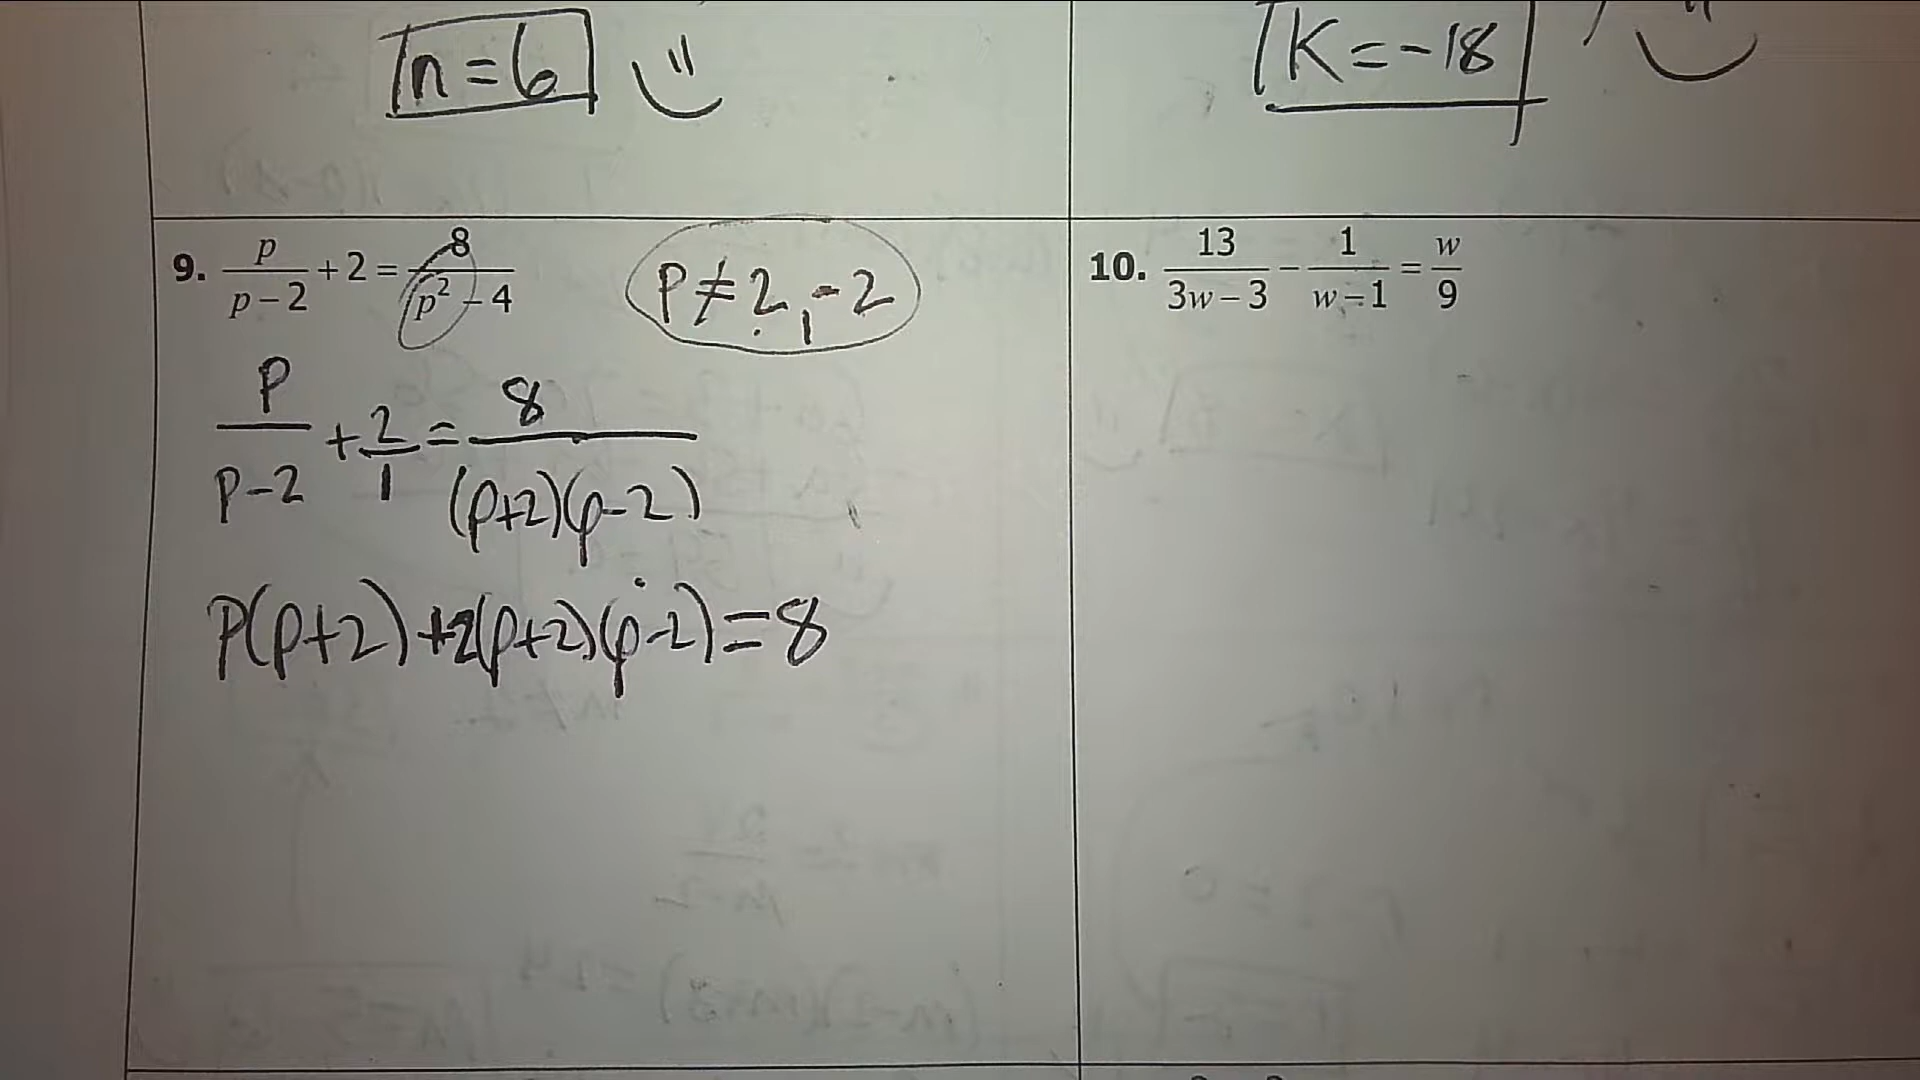 n=6
K=-18
9. p/(p-2) + 2 = 8/(p²-4)
P≠2,-2
P/(P-2) + 2/1 = 8/((p+2)(p-2))
P(p+2)+2(p+2)(p-2)=8
10. 13/(3w-3) - 1/(w-1) = w/9